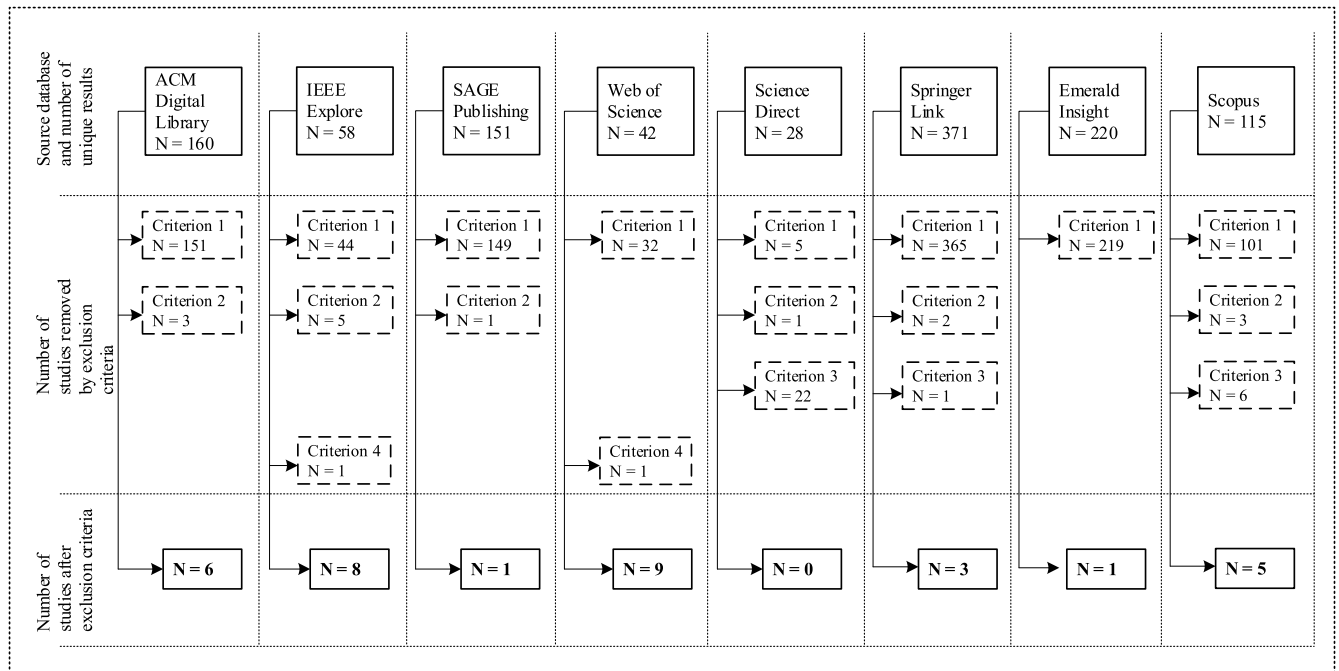 Source database
and number of
unique results
ACM
Digital
Library
N = 160
IEEE
Explore
N = 58
SAGE
Publishing
N = 151
Web of
Science
N = 42
Science
Direct
N = 28
Springer
Link
N = 371
Emerald
Insight
N = 220
Scopus
N = 115
Number of
studies removed
by exclusion
criteria
Criterion 1
N = 151
Criterion 1
N = 44
Criterion 1
N = 149
Criterion 1
N = 32
Criterion 1
N = 5
Criterion 1
N = 365
Criterion 1
N = 219
Criterion 1
N = 101
Criterion 2
N = 3
Criterion 2
N = 5
Criterion 2
N = 1
Criterion 2
N = 1
Criterion 2
N = 2
Criterion 2
N = 3
Criterion 3
N = 22
Criterion 3
N = 1
Criterion 3
N = 6
Criterion 4
N = 1
Criterion 4
N = 1
Number of
studies after
exclusion criteria
N = 6
N = 8
N = 1
N = 9
N = 0
N = 3
N = 1
N = 5